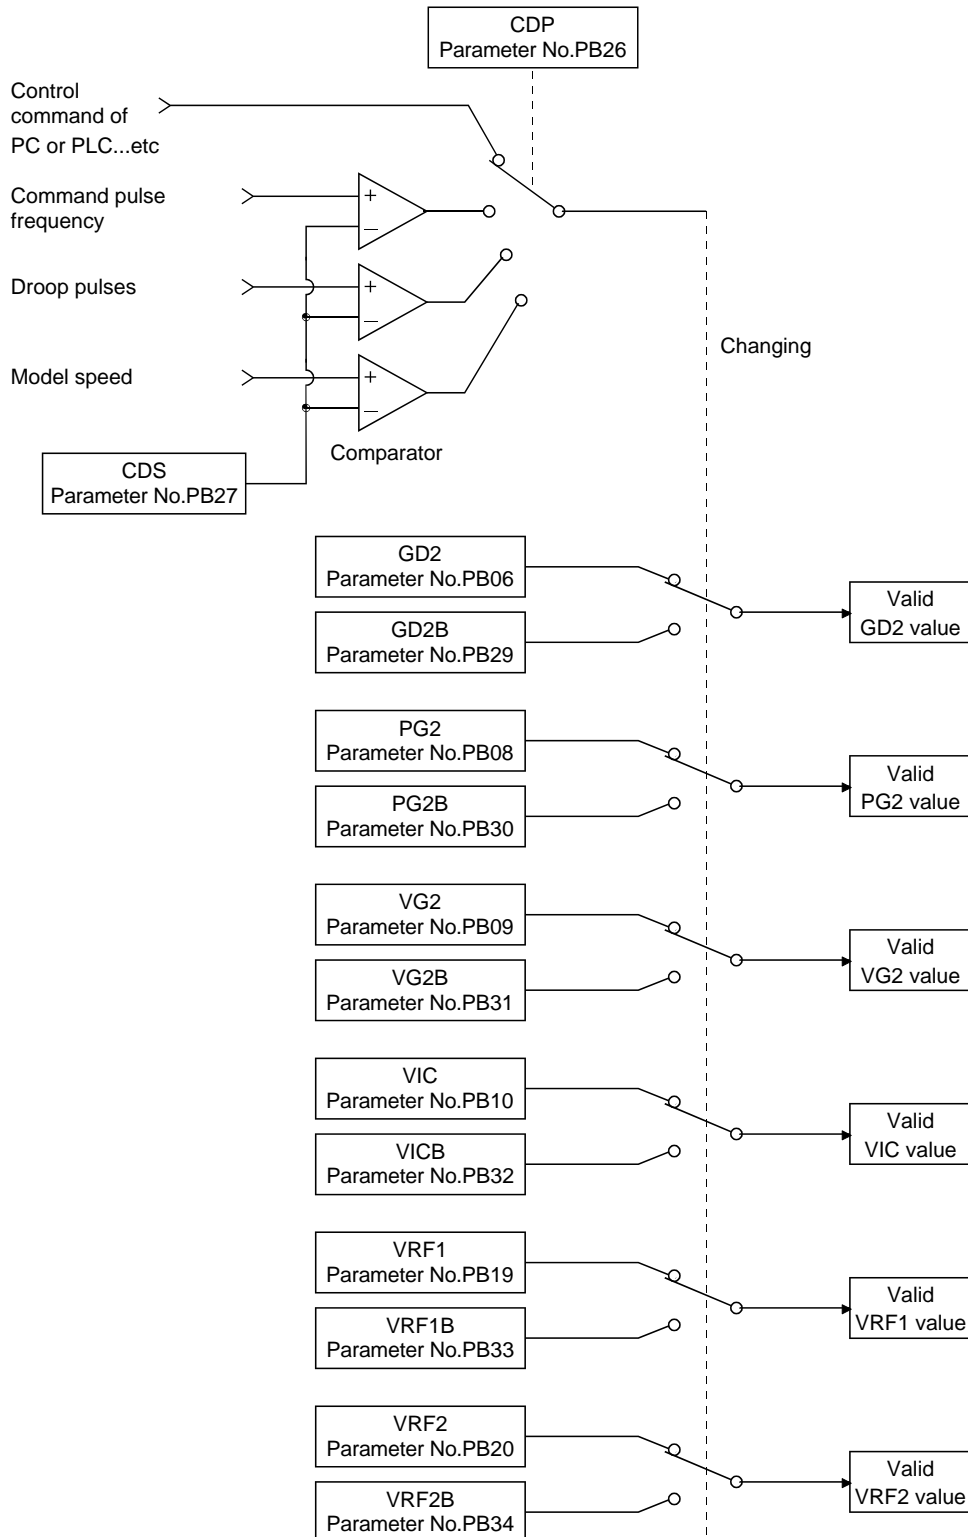 CDP
Parameter No.PB26
Control
command of
PC or PLC...etc
Command pulse
frequency
+
−
Droop pulses
+
−
Changing
Model speed
+
−
Comparator
CDS
Parameter No.PB27
GD2
Parameter No.PB06
Valid
GD2 value
GD2B
Parameter No.PB29
PG2
Parameter No.PB08
Valid
PG2 value
PG2B
Parameter No.PB30
VG2
Parameter No.PB09
Valid
VG2 value
VG2B
Parameter No.PB31
VIC
Parameter No.PB10
Valid
VIC value
VICB
Parameter No.PB32
VRF1
Parameter No.PB19
Valid
VRF1 value
VRF1B
Parameter No.PB33
VRF2
Parameter No.PB20
Valid
VRF2 value
VRF2B
Parameter No.PB34